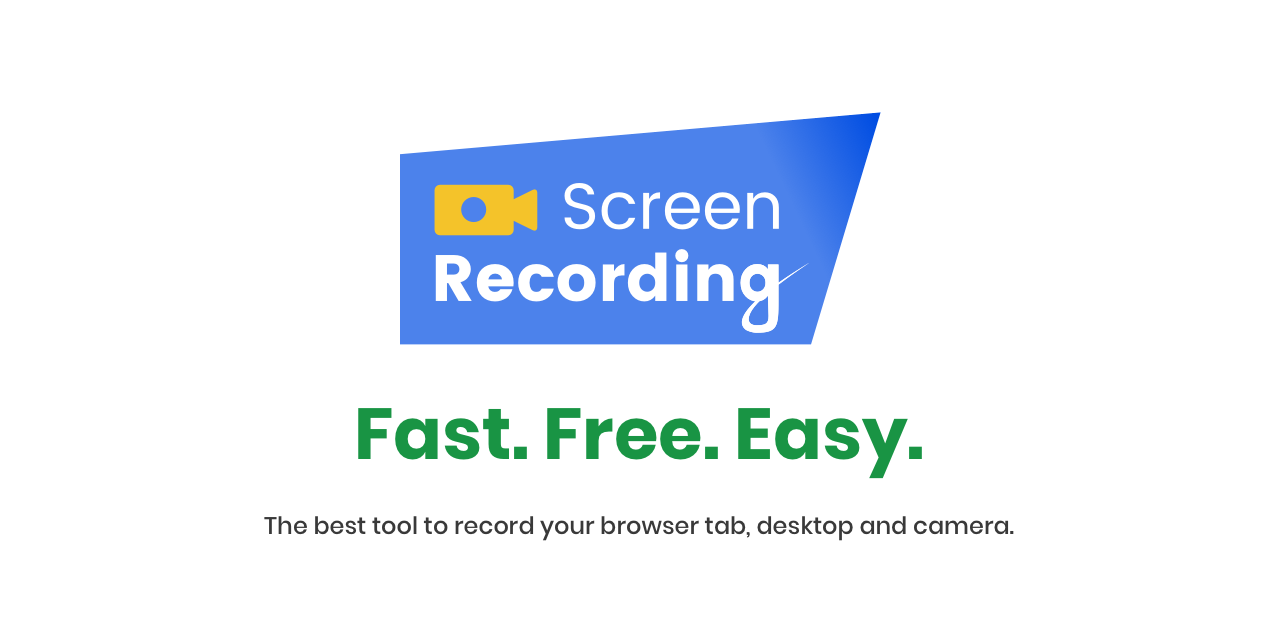 Screen
Recording
Fast. Free. Easy.
The best tool to record your browser tab, desktop and camera.